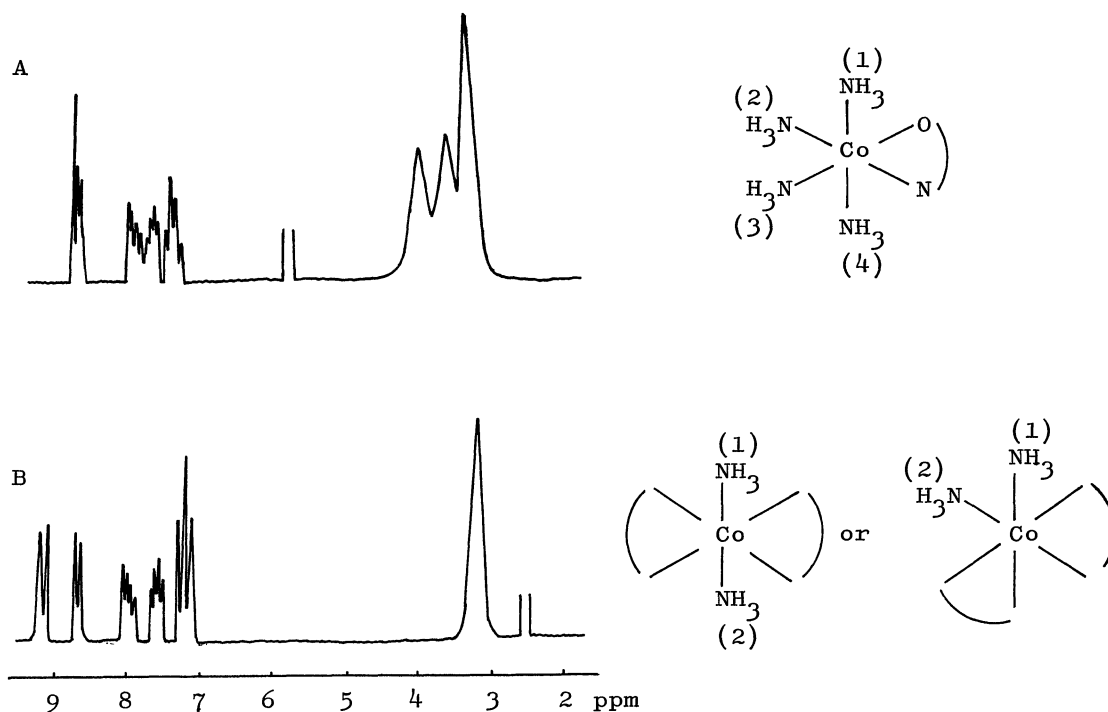 A
(1)
NH3
(2)
H3N
O
Co
H3N
N
(3)
NH3
(4)
B
(1)
NH3
Co
NH3
(2)
or
(1)
NH3
(2)
H3N
Co
9 8 7 6 5 4 3 2 ppm